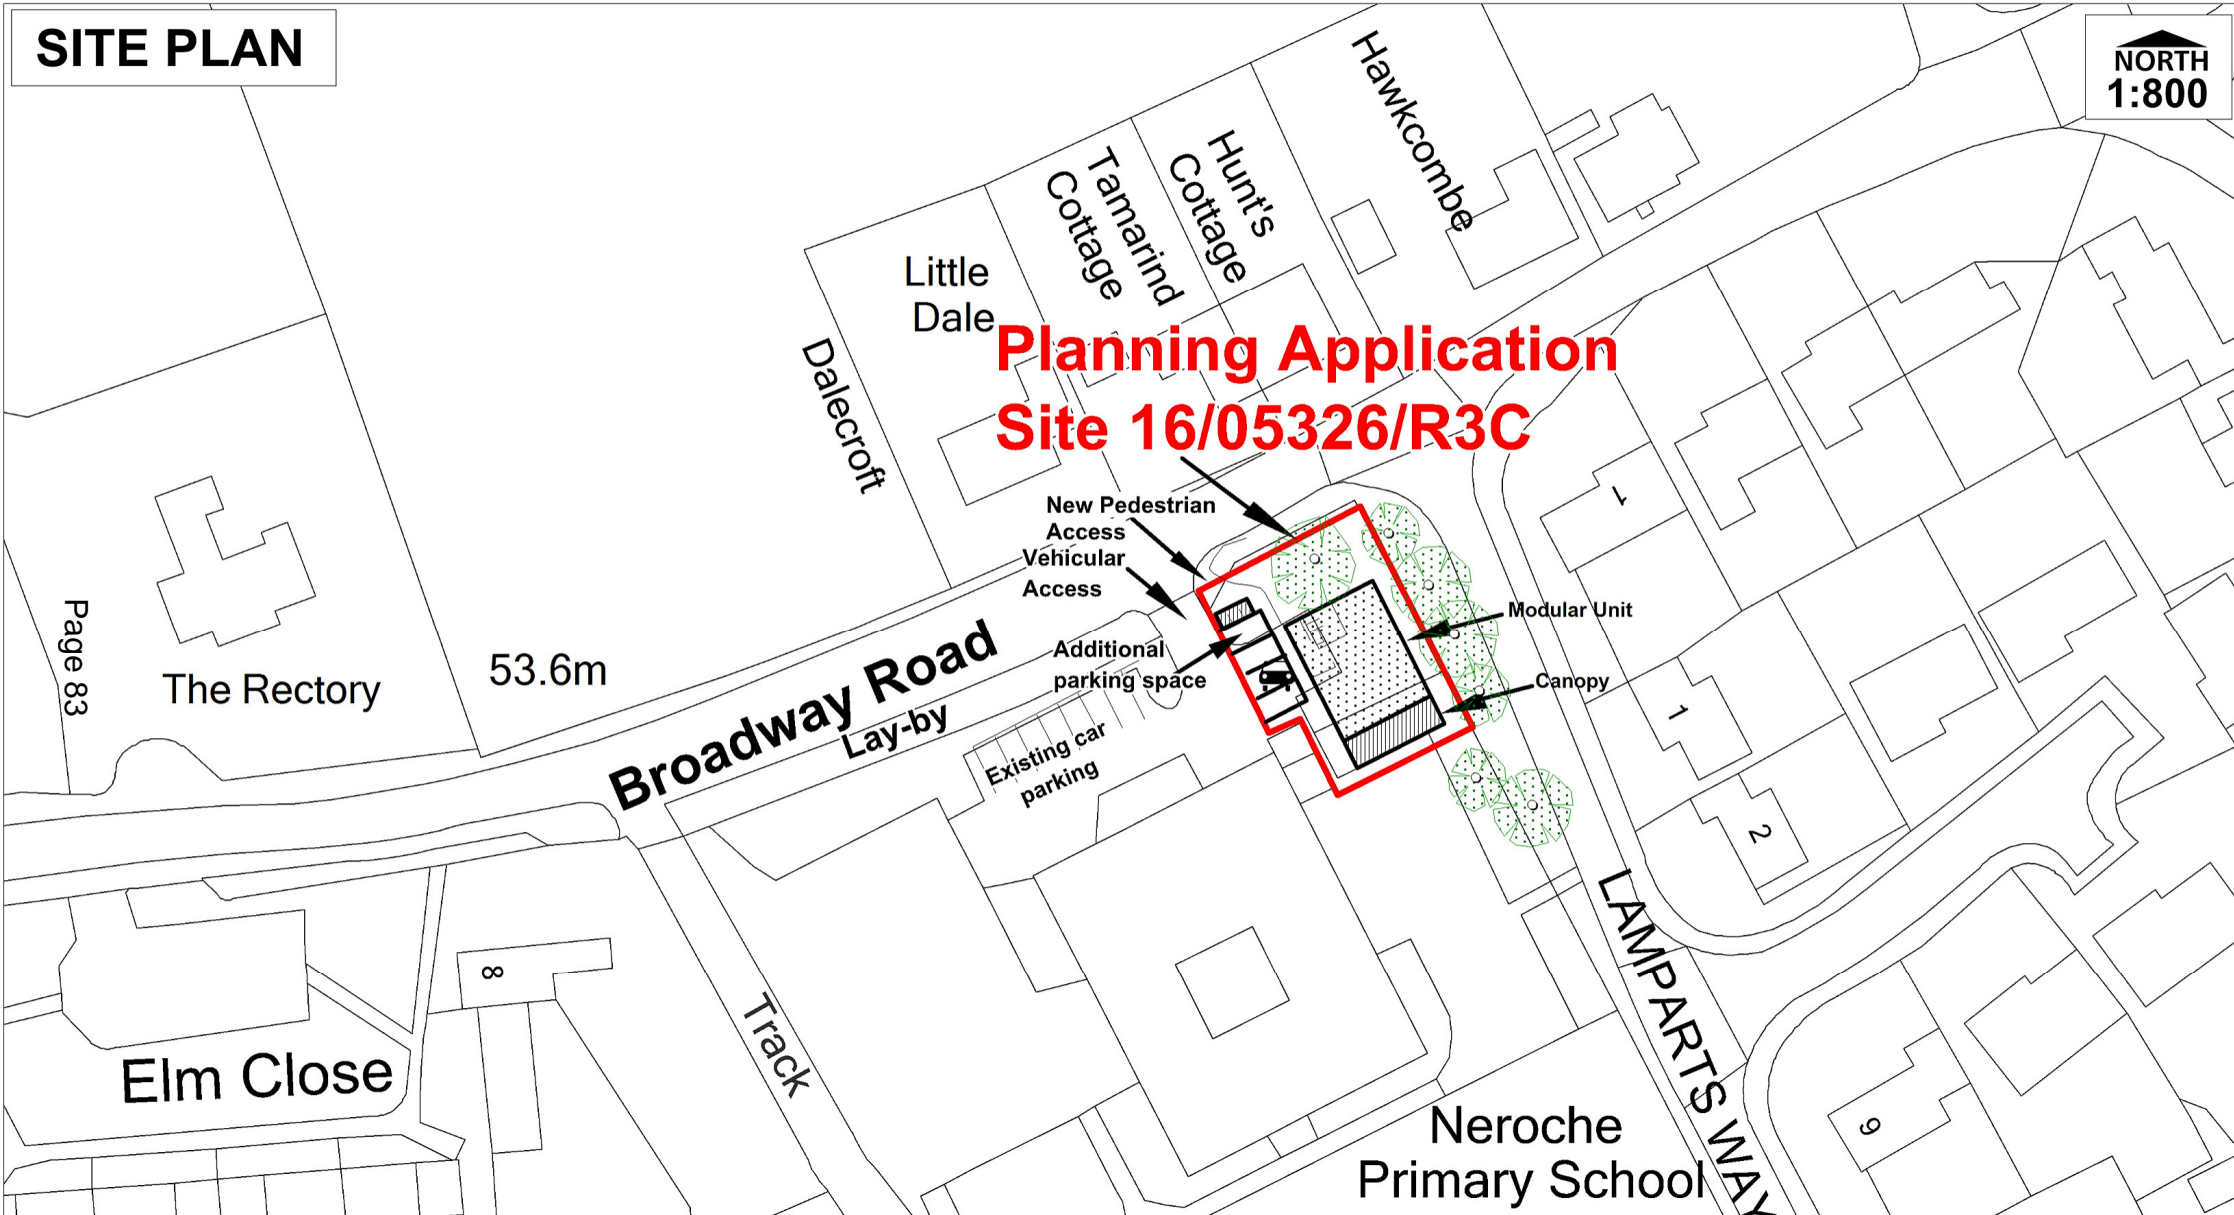 SITE PLAN
NORTH
1:800
Hawkcombe
Hunt's
Cottage
Tamarind
Cottage
Little
Dale
Dalecroft
Planning Application
Site 16/05326/R3C
New Pedestrian
Access
Vehicular
Access
Additional
parking space
Modular Unit
Canopy
Page 83
The Rectory
53.6m
Broadway Road
Lay-by
Existing car
parking
1
1
2
8
Elm Close
Track
LAMPARTS WAY
Neroche
Primary School
9